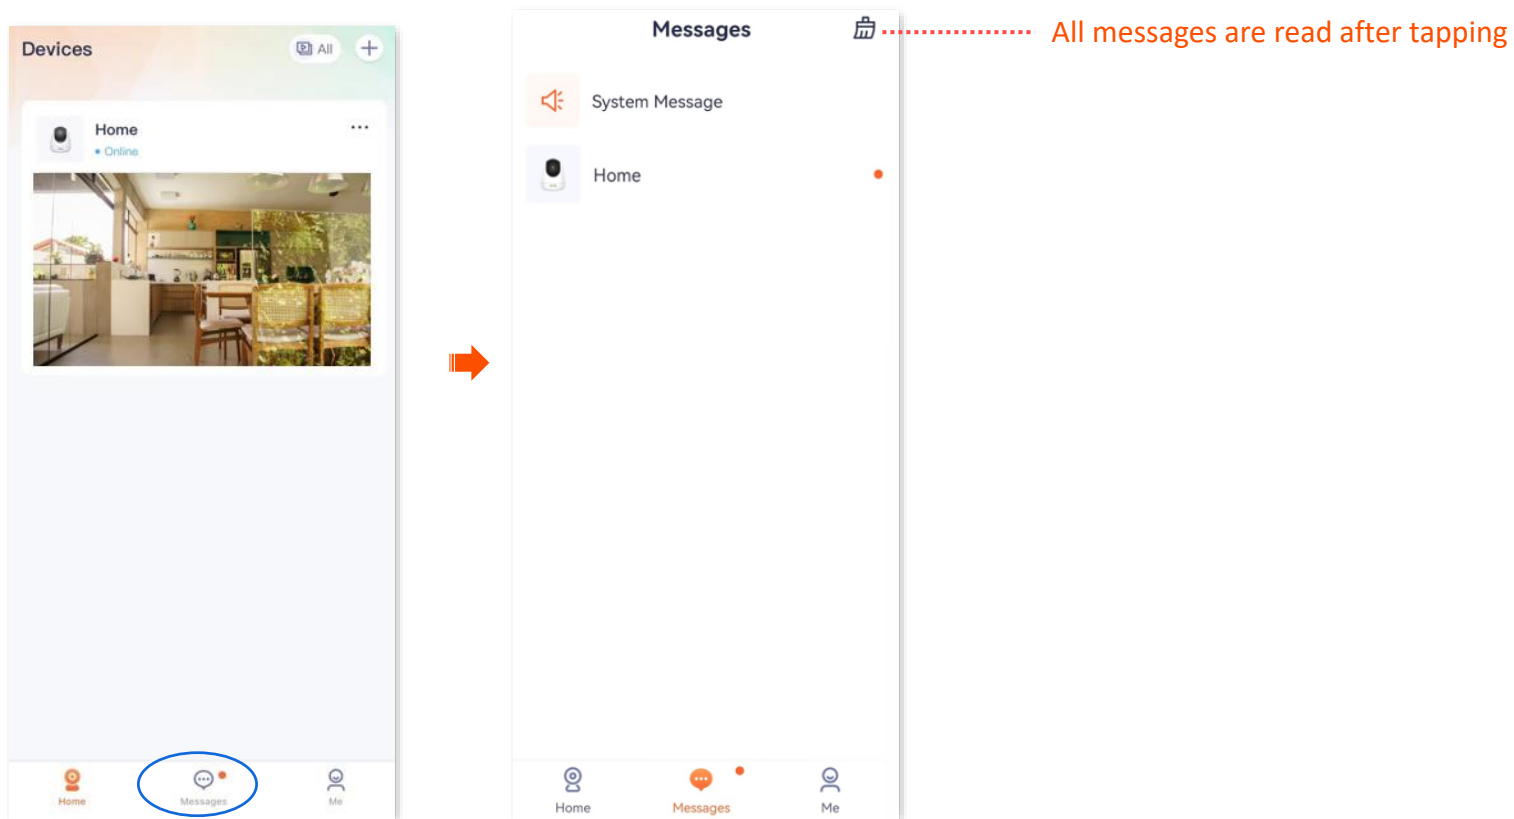 Devices
All
Home
• Online
Home
Messages
Me
Messages
All messages are read after tapping
System Message
Home
Home
Messages
Me